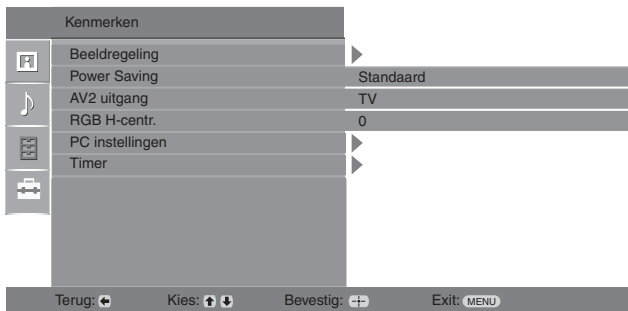 Kenmerken
Beeldregeling
Power Saving Standaard
AV2 uitgang TV
RGB H-centr. 0
PC instellingen
Timer
Terug: Kies: Bevestig: Exit: MENU